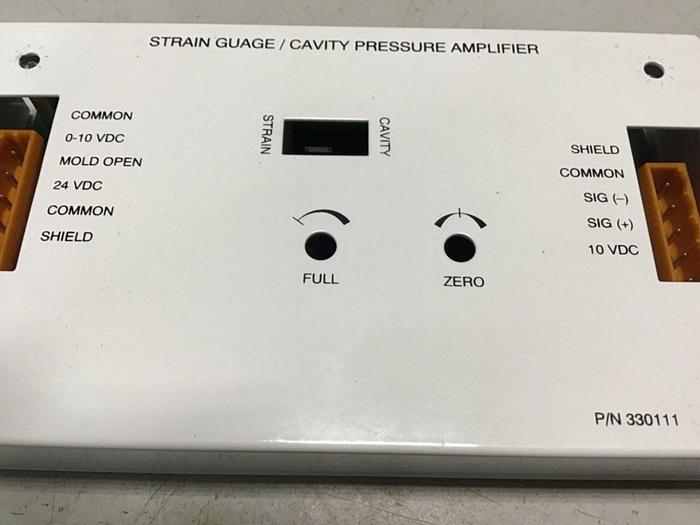 STRAIN GUAGE / CAVITY PRESSURE AMPLIFIER
COMMON
0-10 VDC
MOLD OPEN
24 VDC
COMMON
SHIELD
STRAIN
CAVITY
FULL
ZERO
SHIELD
COMMON
SIG (–)
SIG (+)
10 VDC
P/N 330111